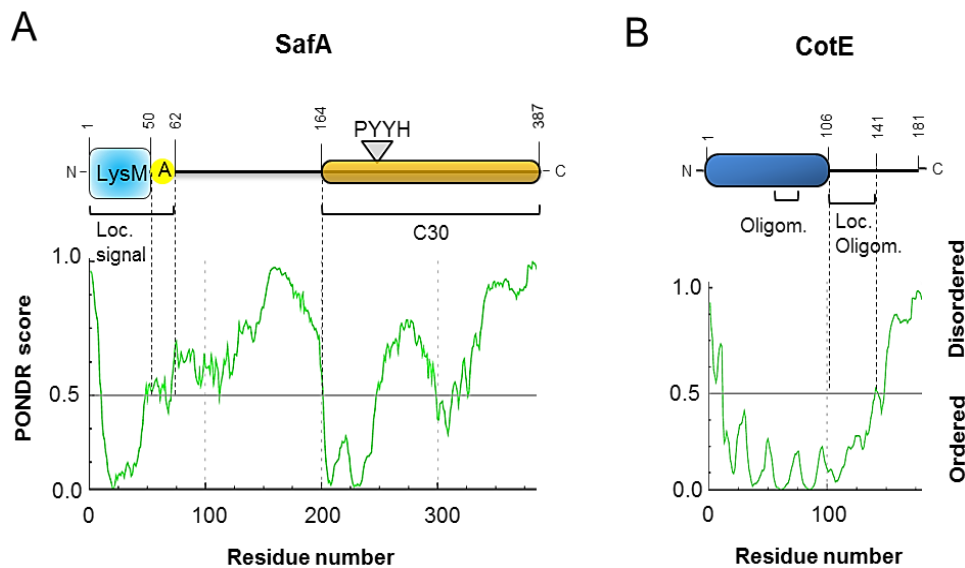 A
SafA
1
50
62
164
387
PYYH
N
LysM
A
C
Loc.
signal
C30
1.0
0.5
0.0
PONDR score
0
100
200
300
Residue number
B
CotE
1
106
141
181
N
C
Oligom.
Loc.
Oligom.
1.0
0.5
0.0
0
100
Residue number
Disordered
Ordered